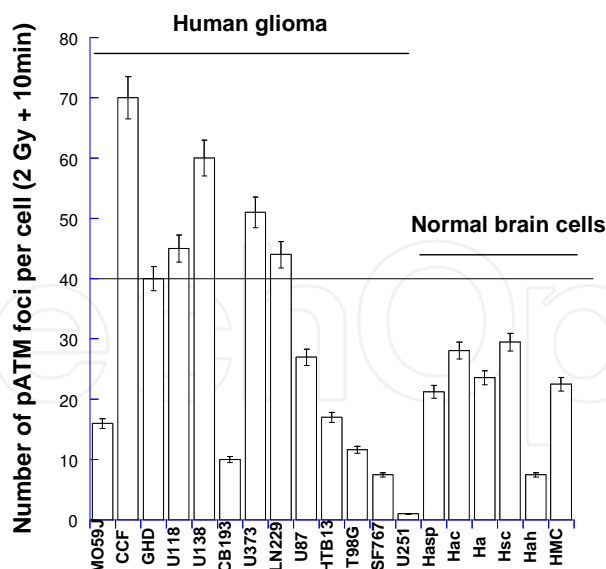 Human glioma
Normal brain cells
Number of pATM foci per cell (2 Gy + 10min)
80
70
60
50
40
30
20
10
0
MO59J
CCF
GHD
U118
U138
CB193
U373
LN229
U87
HTB13
T98G
SF767
U251
Hasp
Hac
Ha
Hsc
Hah
HMC